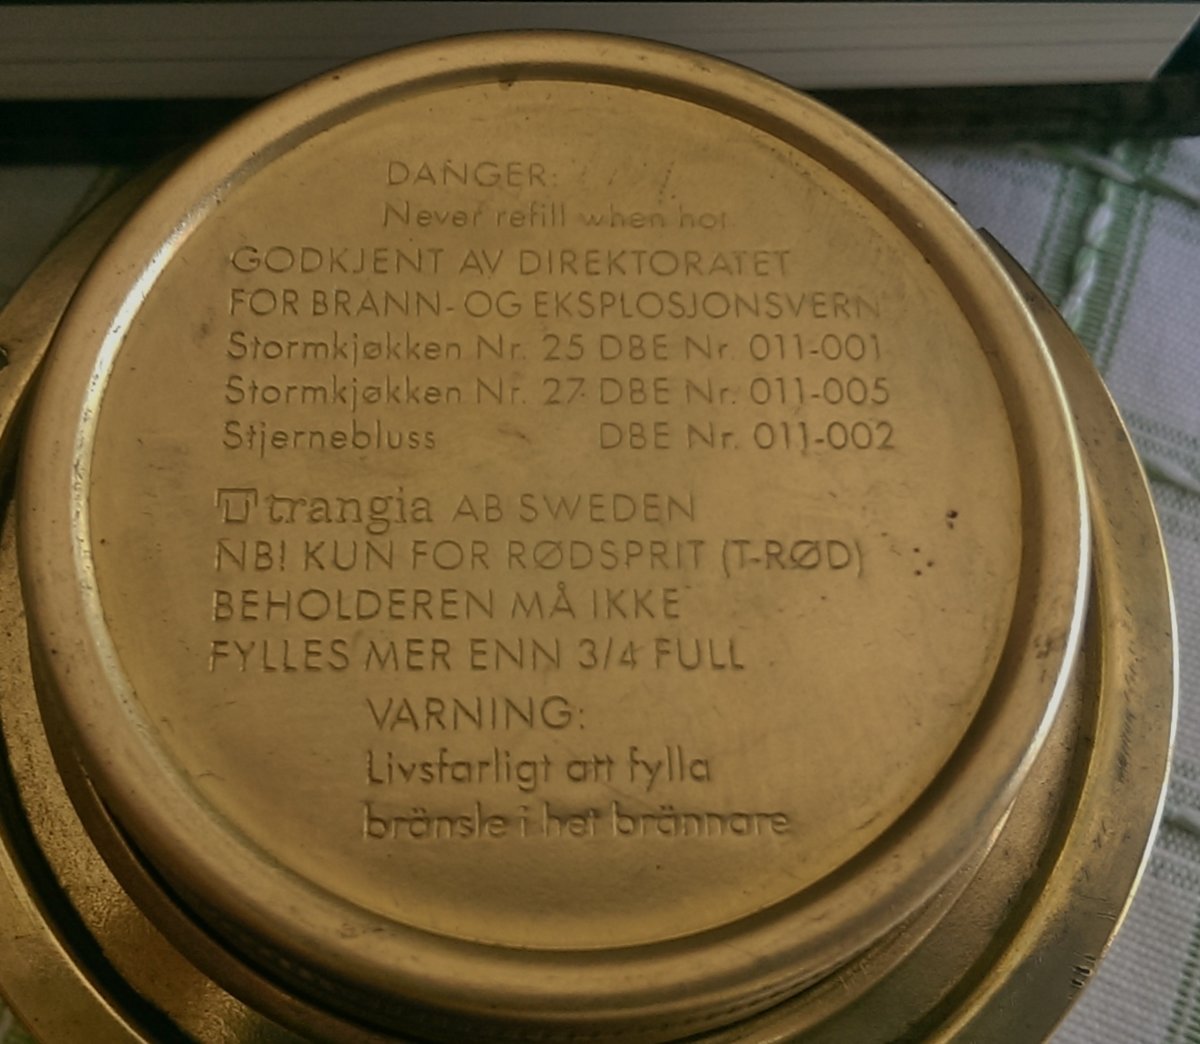 DANGER:
Never refill when hot
GODKJENT AV DIREKTORATET
FOR BRANN- OG EKSPLOSJONSVERN
Stormkjøkken Nr. 25 DBE Nr. 011-001
Stormkjøkken Nr. 27 DBE Nr. 011-005
Stjernebluss DBE Nr. 011-002
trangia AB SWEDEN
NB! KUN FOR RØDSPRIT (T-RØD)
BEHOLDEREN MÅ IKKE
FYLLES MER ENN 3/4 FULL
VARNING:
Livsfarligt att fylla
bränsle i het brännare